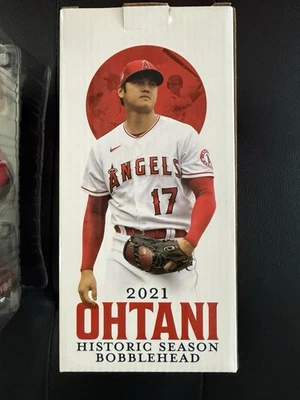 ANGELS
17
2021
OHTANI
HISTORIC SEASON
BOBBLEHEAD